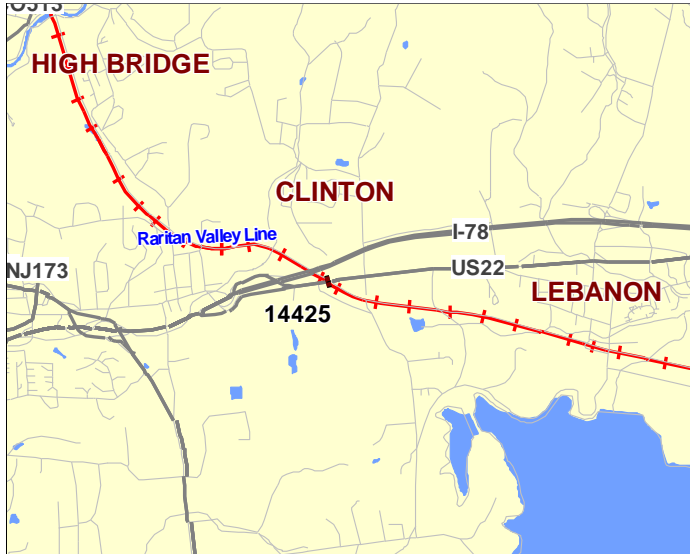 HIGH BRIDGE
CLINTON
Raritan Valley Line
I-78
US22
NJ173
LEBANON
14425